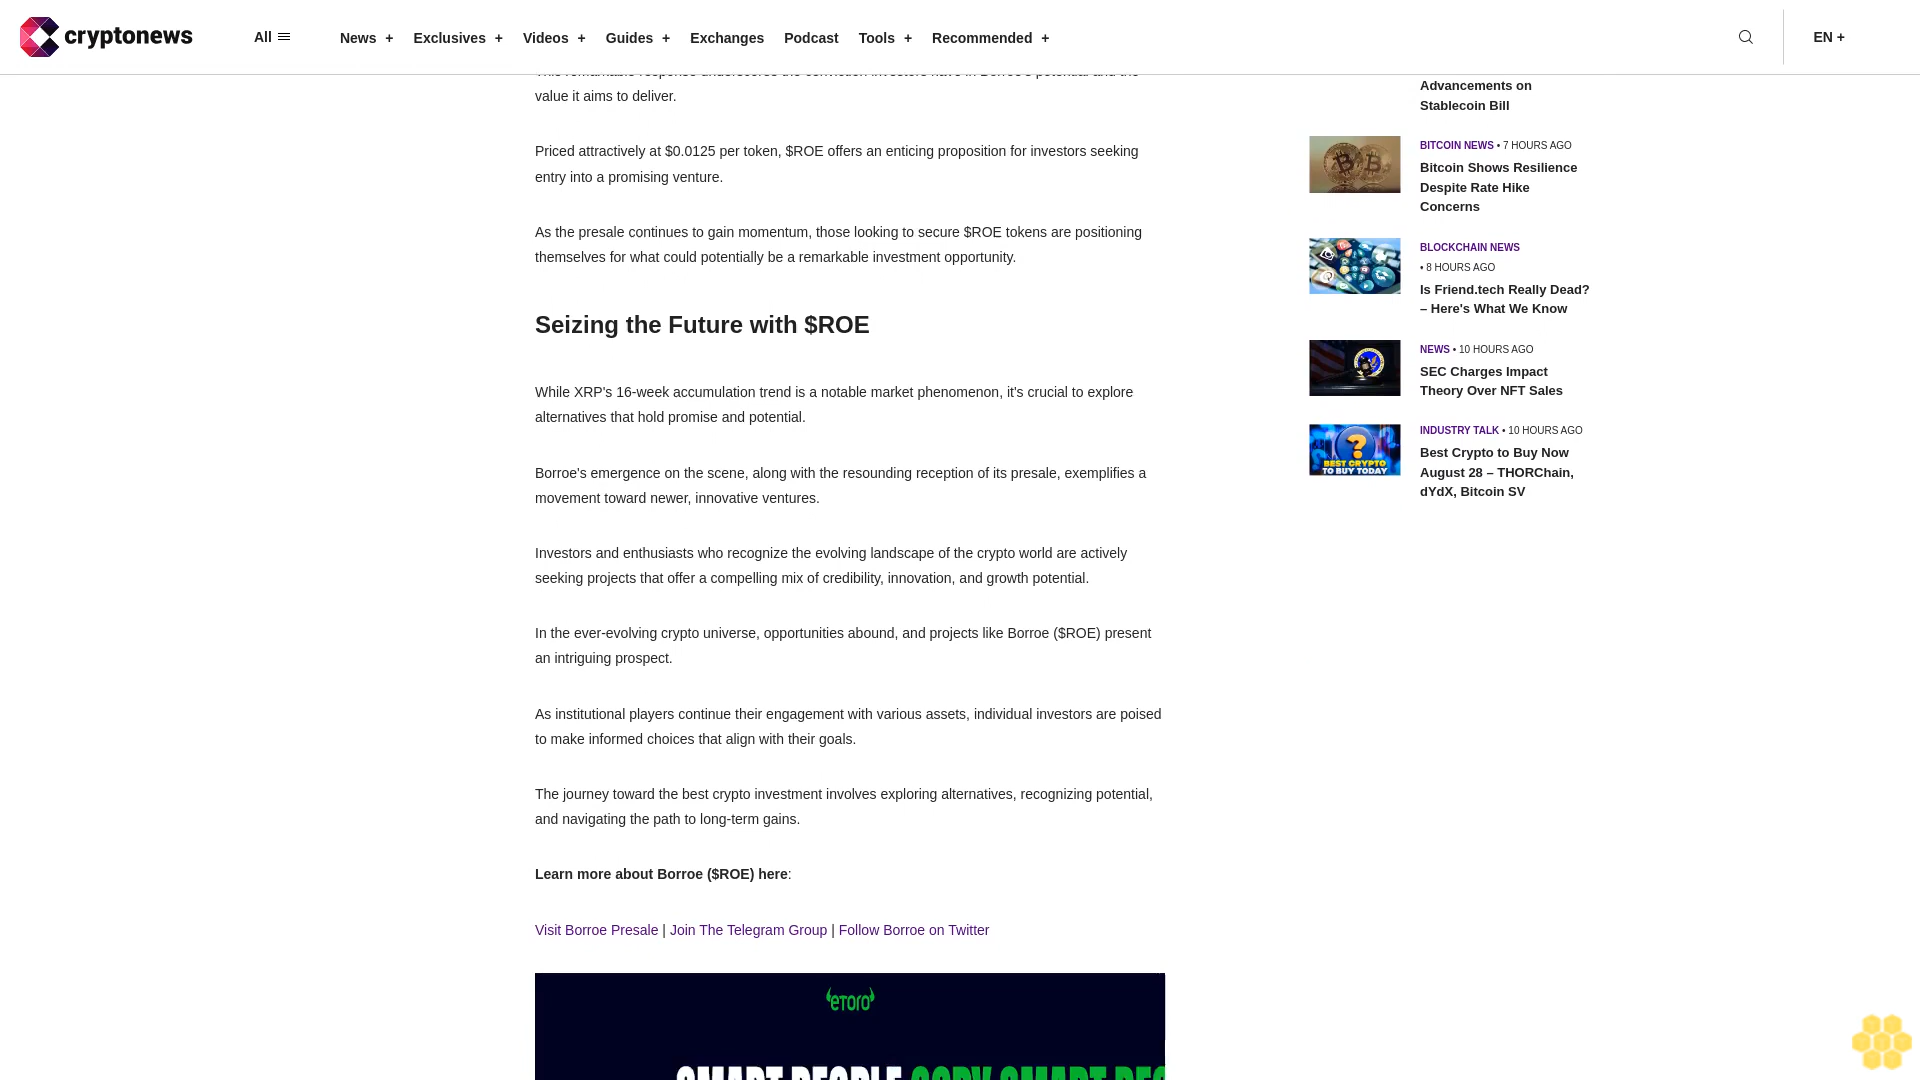 cryptonews
All
News +
Exclusives +
Videos +
Guides +
Exchanges
Podcast
Tools +
Recommended +
EN +
This remarkable response underscores the conviction investors have in Borroe's potential and the
value it aims to deliver.
Priced attractively at $0.0125 per token, $ROE offers an enticing proposition for investors seeking
entry into a promising venture.
As the presale continues to gain momentum, those looking to secure $ROE tokens are positioning
themselves for what could potentially be a remarkable investment opportunity.
Seizing the Future with $ROE
While XRP's 16-week accumulation trend is a notable market phenomenon, it's crucial to explore
alternatives that hold promise and potential.
Borroe's emergence on the scene, along with the resounding reception of its presale, exemplifies a
movement toward newer, innovative ventures.
Investors and enthusiasts who recognize the evolving landscape of the crypto world are actively
seeking projects that offer a compelling mix of credibility, innovation, and growth potential.
In the ever-evolving crypto universe, opportunities abound, and projects like Borroe ($ROE) present
an intriguing prospect.
As institutional players continue their engagement with various assets, individual investors are poised
to make informed choices that align with their goals.
The journey toward the best crypto investment involves exploring alternatives, recognizing potential,
and navigating the path to long-term gains.
Learn more about Borroe ($ROE) here:
Visit Borroe Presale | Join The Telegram Group | Follow Borroe on Twitter
eToro
SMART PEOPLE COPY SMART PEO
Advancements on
Stablecoin Bill
BITCOIN NEWS • 7 HOURS AGO
Bitcoin Shows Resilience
Despite Rate Hike
Concerns
BLOCKCHAIN NEWS
• 8 HOURS AGO
Is Friend.tech Really Dead?
– Here's What We Know
NEWS • 10 HOURS AGO
SEC Charges Impact
Theory Over NFT Sales
BEST CRYPTO
TO BUY TODAY
INDUSTRY TALK • 10 HOURS AGO
Best Crypto to Buy Now
August 28 – THORChain,
dYdX, Bitcoin SV